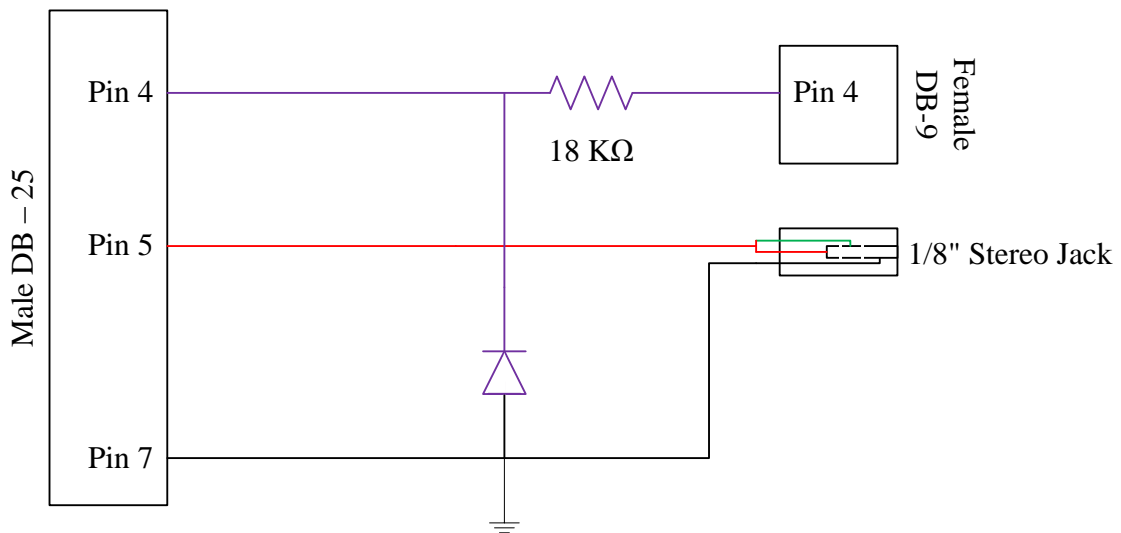 Male DB – 25
Pin 4
18 KΩ
Pin 4
Female
DB-9
Pin 5
1/8" Stereo Jack
Pin 7